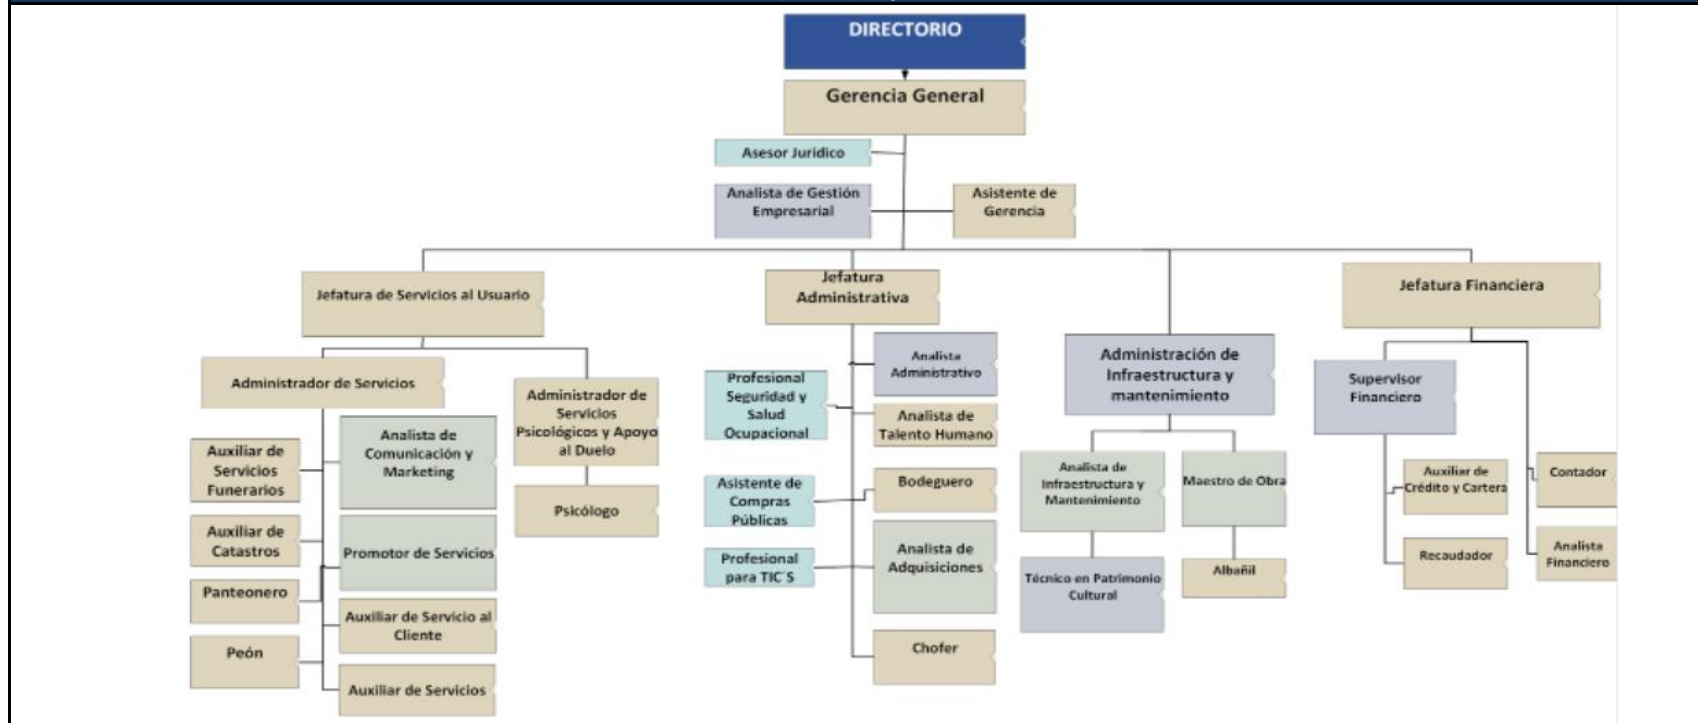 DIRECTORIO
Gerencia General
Asesor Jurídico
Analista de Gestión
Empresarial
Asistente de
Gerencia
Jefatura de Servicios al Usuario
Administrador de Servicios
Auxiliar de
Servicios
Funerarios
Auxiliar de
Catastros
Panteonero
Peón
Analista de
Comunicación y
Marketing
Promotor de Servicios
Auxiliar de Servicio al
Cliente
Auxiliar de Servicios
Administrador de
Servicios
Psicológicos y Apoyo
al Duelo
Psicólogo
Jefatura
Administrativa
Profesional
Seguridad y
Salud
Ocupacional
Asistente de
Compras
Públicas
Profesional
para TIC´S
Analista
Administrativo
Analista de
Talento Humano
Bodeguero
Analista de
Adquisiciones
Chofer
Administración de
Infraestructura y
mantenimiento
Analista de
Infraestructura y
Mantenimiento
Técnico en Patrimonio
Cultural
Maestro de Obra
Albañil
Jefatura Financiera
Supervisor
Financiero
Auxiliar de
Crédito y Cartera
Recaudador
Contador
Analista
Financiero